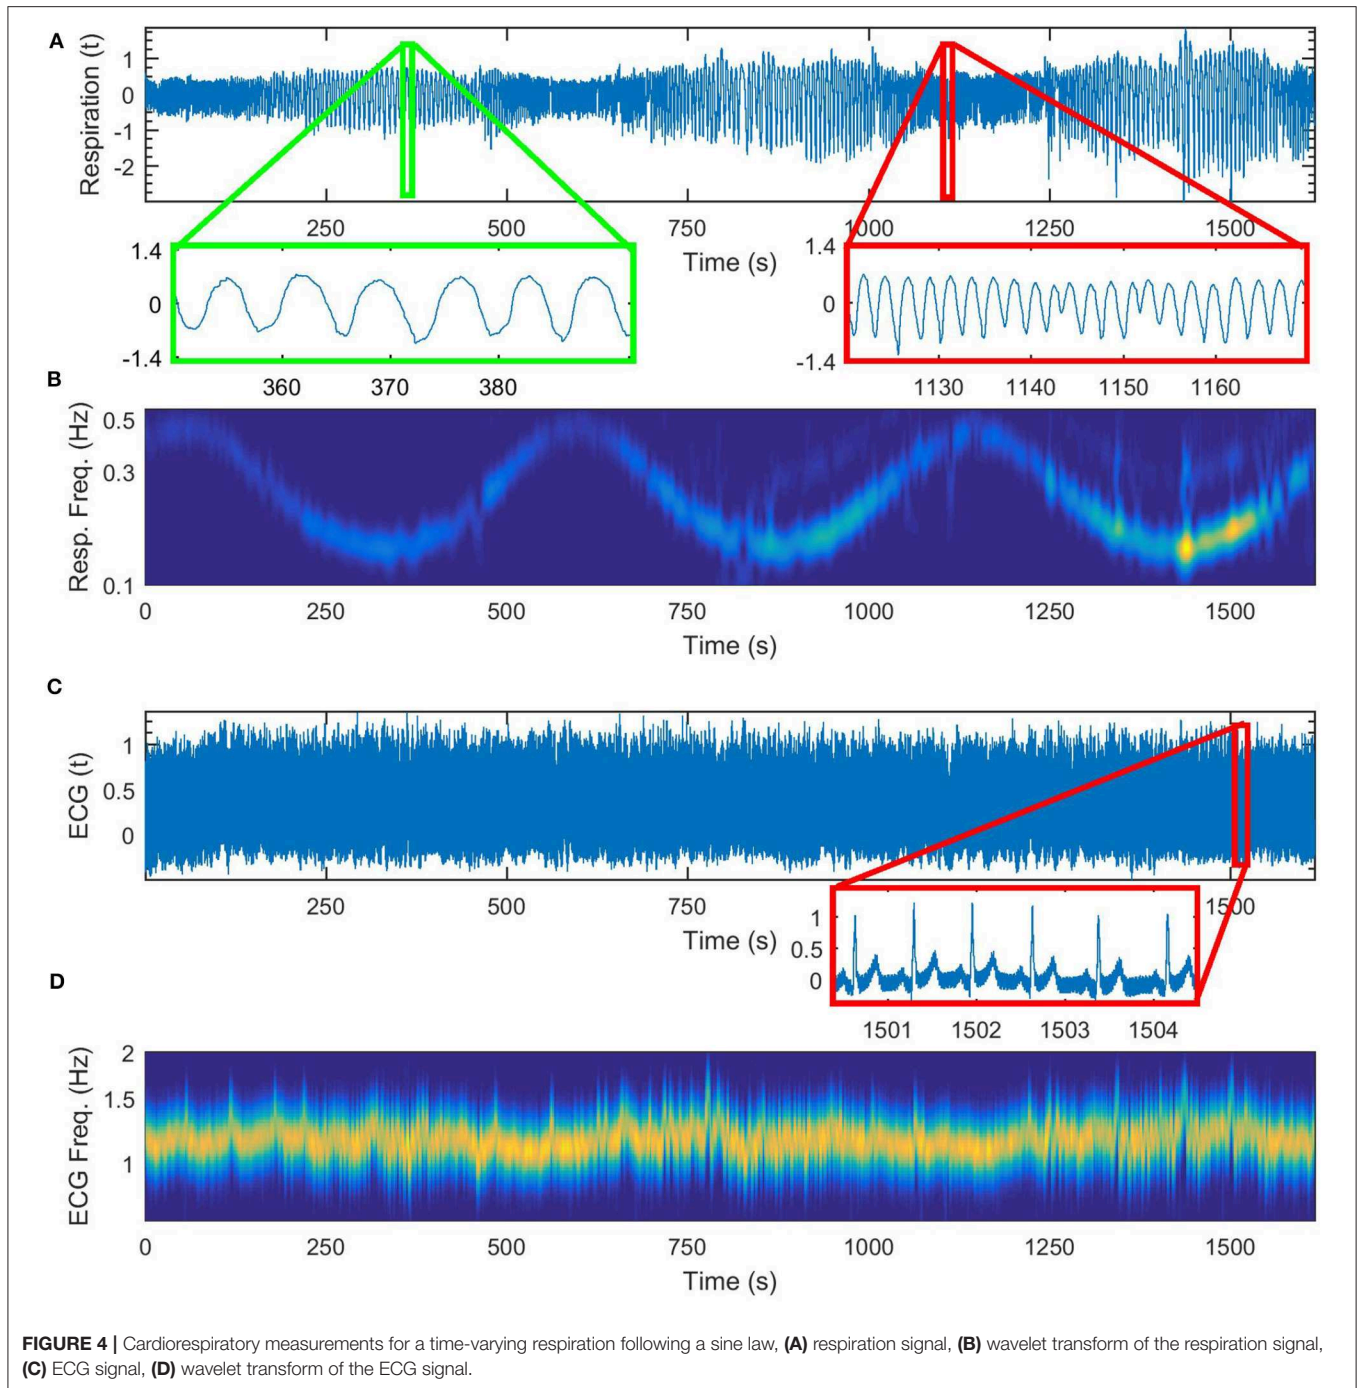 A
Respiration (t)
1
0
-1
-2
250 500 750 1000 1250 1500
Time (s)
1.4
0
-1.4
360 370 380
1.4
0
-1.4
1130 1140 1150 1160
B
Resp. Freq. (Hz)
0.5
0.3
0.1
0 250 500 750 1000 1250 1500
Time (s)
C
ECG (t)
1
0.5
0
250 500 750 1500
Time (s)
1
0.5
0
1501 1502 1503 1504
D
ECG Freq. (Hz)
2
1.5
1
0 250 500 750 1000 1250 1500
Time (s)
FIGURE 4 | Cardiorespiratory measurements for a time-varying respiration following a sine law, (A) respiration signal, (B) wavelet transform of the respiration signal,
(C) ECG signal, (D) wavelet transform of the ECG signal.